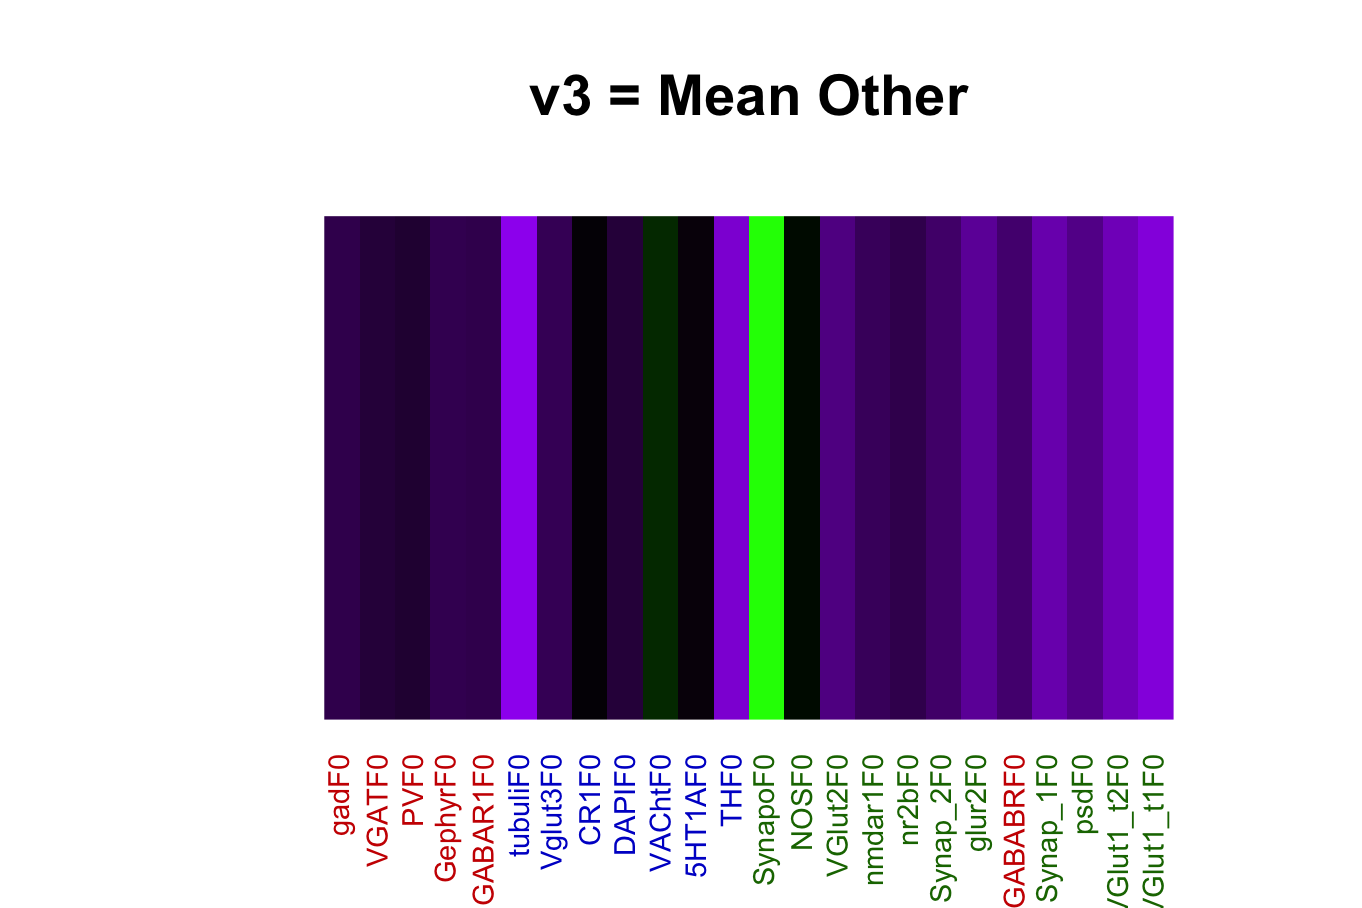 v3 = Mean Other
gadF0
VGATF0
PVF0
GephyrF0
GABAR1F0
tubuliF0
Vglut3F0
CR1F0
DAPIF0
VAChtF0
5HT1AF0
THF0
SynapoF0
NOSF0
VGlut2F0
nmdar1F0
nr2bF0
Synap_2F0
glur2F0
GABABRF0
Synap_1F0
psdF0
/Glut1_t2F0
/Glut1_t1F0